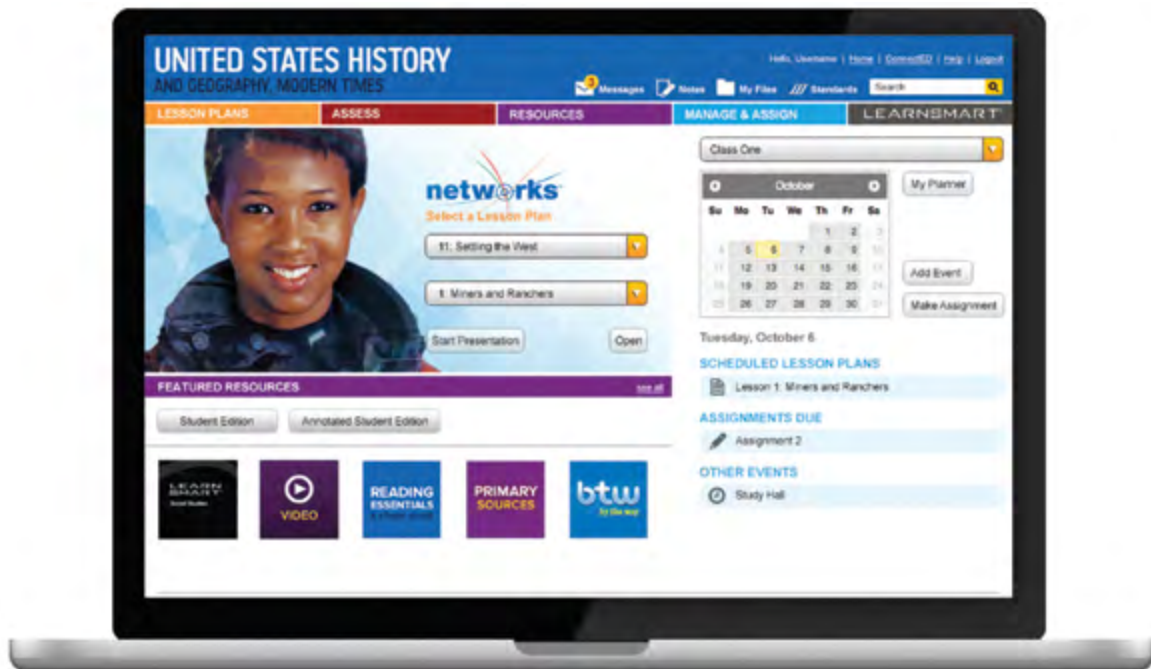 UNITED STATES HISTORY
AND GEOGRAPHY, MODERN TIMES
Hello, Username | Home | ConnectED | Help | Logout
3
Messages Notes My Files Standards Search
LESSON PLANS ASSESS RESOURCES MANAGE & ASSIGN LEARNSMART
networks
Select a Lesson Plan
11: Settling the West
1: Miners and Ranchers
Start Presentation Open
Class One
October
Su Mo Tu We Th Fr Sa
1 2 3
4 5 6 7 8 9 10
11 12 13 14 15 16 17
18 19 20 21 22 23 24
25 26 27 28 29 30 31
My Planner
Add Event
Make Assignment
Tuesday, October 6
SCHEDULED LESSON PLANS
Lesson 1: Miners and Ranchers
ASSIGNMENTS DUE
Assignment 2
OTHER EVENTS
Study Hall
FEATURED RESOURCES see all
Student Edition Annotated Student Edition
LEARN
SMART
Social Studies
VIDEO
READING
ESSENTIALS
PRIMARY
SOURCES
btw
by the way